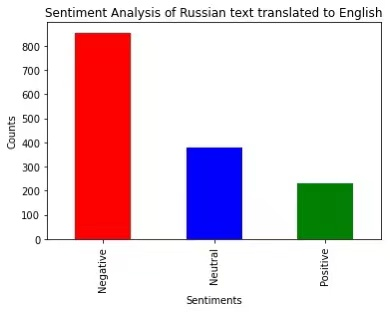 Sentiment Analysis of Russian text translated to English
800
700
600
500
400
300
200
100
0
Counts
Negative
Neutral
Positive
Sentiments